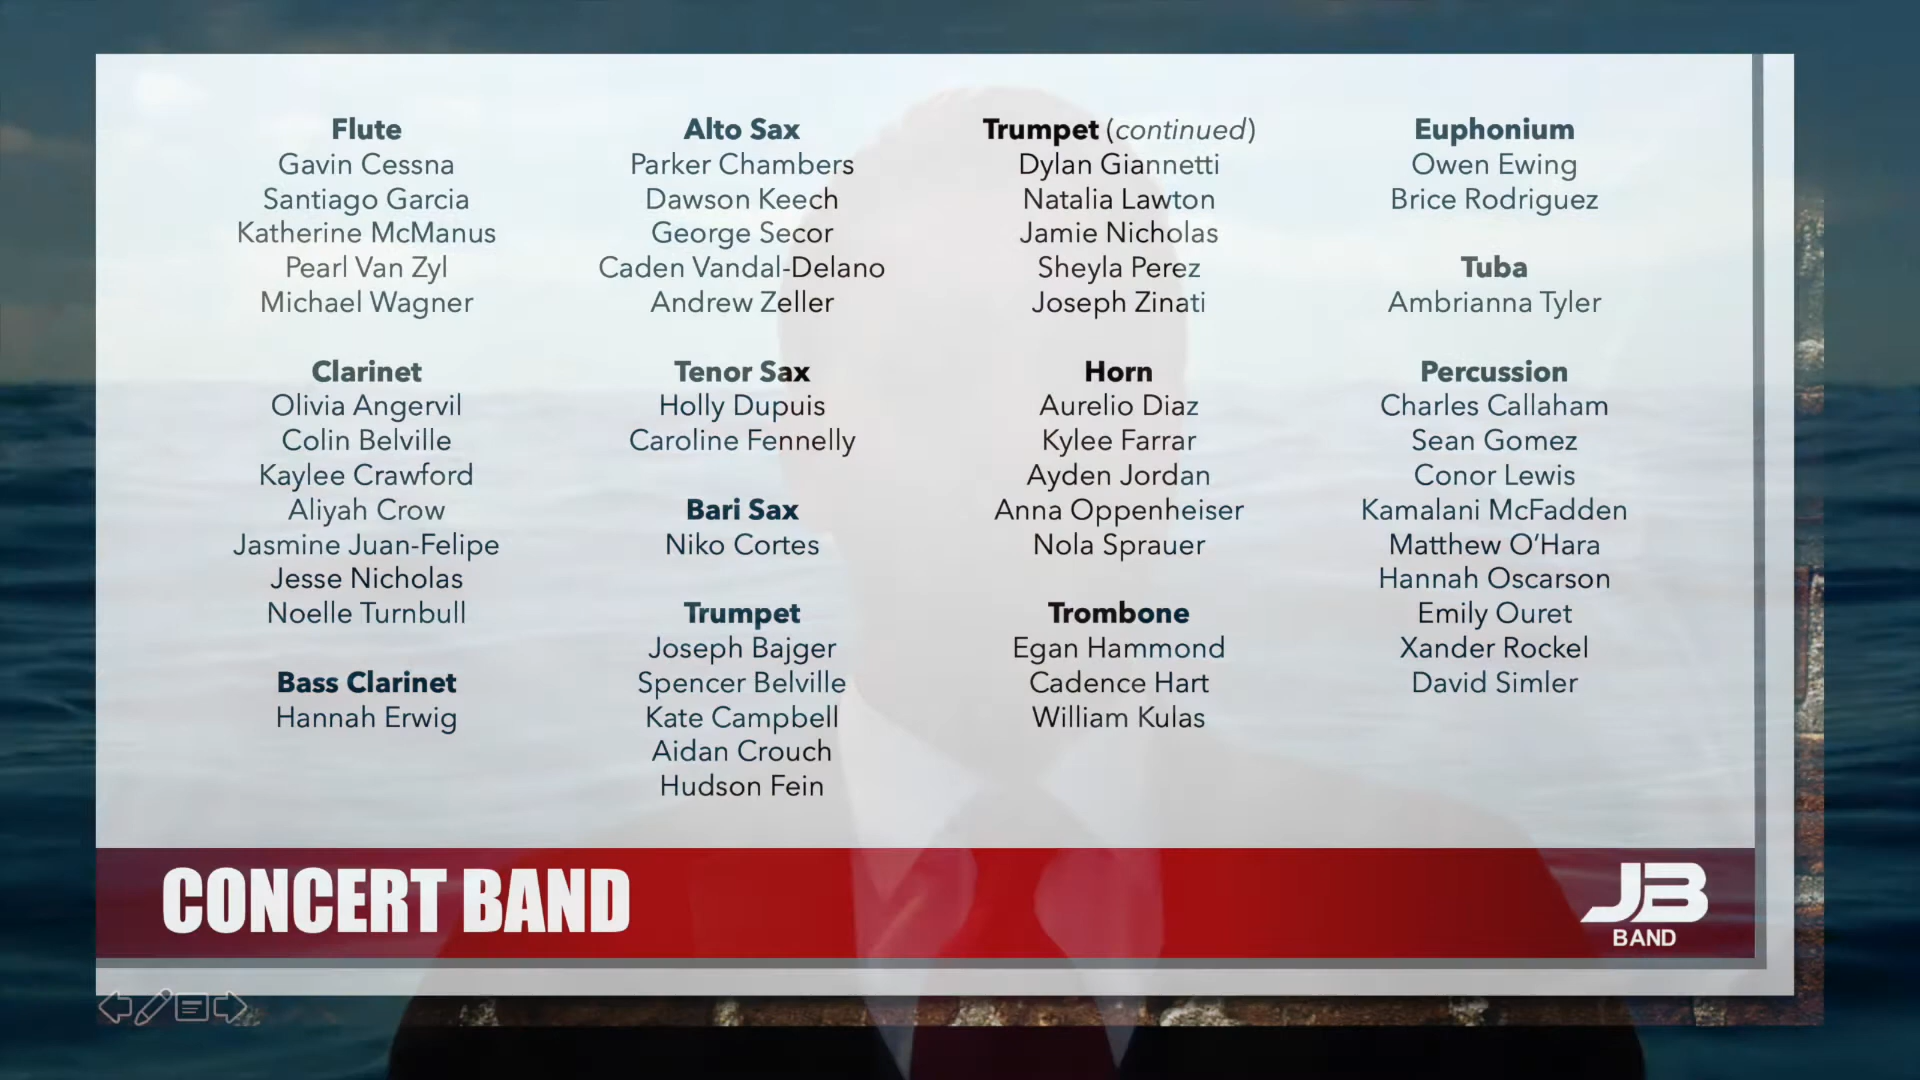 Flute
Gavin Cessna
Santiago Garcia
Katherine McManus
Pearl Van Zyl
Michael Wagner
Clarinet
Olivia Angervil
Colin Belville
Kaylee Crawford
Aliyah Crow
Jasmine Juan-Felipe
Jesse Nicholas
Noelle Turnbull
Bass Clarinet
Hannah Erwig
Alto Sax
Parker Chambers
Dawson Keech
George Secor
Caden Vandal-Delano
Andrew Zeller
Tenor Sax
Holly Dupuis
Caroline Fennelly
Bari Sax
Niko Cortes
Trumpet
Joseph Bajger
Spencer Belville
Kate Campbell
Aidan Crouch
Hudson Fein
Trumpet (continued)
Dylan Giannetti
Natalia Lawton
Jamie Nicholas
Sheyla Perez
Joseph Zinati
Horn
Aurelio Diaz
Kylee Farrar
Ayden Jordan
Anna Oppenheiser
Nola Sprauer
Trombone
Egan Hammond
Cadence Hart
William Kulas
Euphonium
Owen Ewing
Brice Rodriguez
Tuba
Ambrianna Tyler
Percussion
Charles Callaham
Sean Gomez
Conor Lewis
Kamalani McFadden
Matthew O’Hara
Hannah Oscarson
Emily Ouret
Xander Rockel
David Simler
CONCERT BAND
JB
BAND